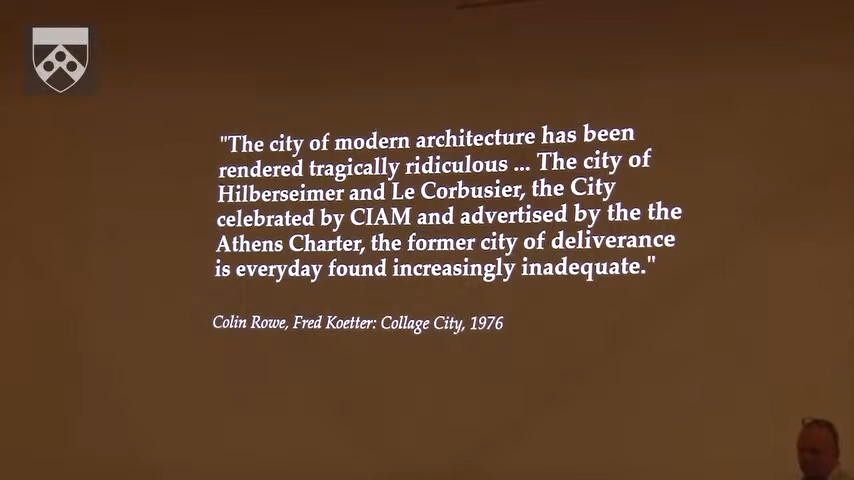 "The city of modern architecture has been
rendered tragically ridiculous ... The city of
Hilberseimer and Le Corbusier, the City
celebrated by CIAM and advertised by the the
Athens Charter, the former city of deliverance
is everyday found increasingly inadequate."
Colin Rowe, Fred Koetter: Collage City, 1976